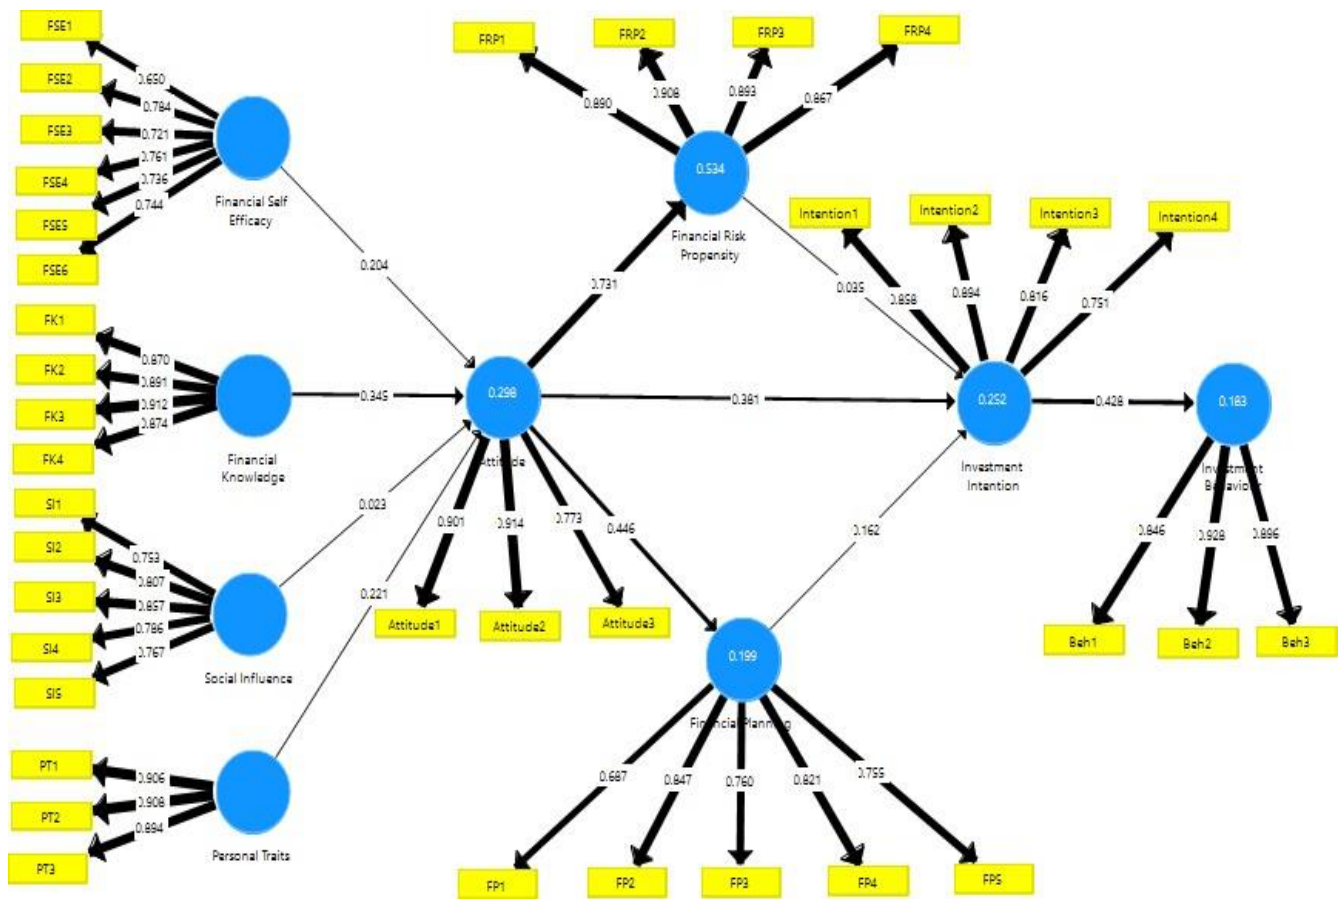 FSE1
FSE2
FSE3
FSE4
FSE5
FSE6
0.650
0.784
0.721
0.761
0.736
0.744
Financial Self
Efficacy
0.204
FK1
FK2
FK3
FK4
0.870
0.891
0.912
0.874
Financial
Knowledge
0.345
SI1
SI2
SI3
SI4
SI5
0.753
0.807
0.857
0.786
0.767
Social Influence
0.023
PT1
PT2
PT3
0.906
0.908
0.894
Personal Traits
0.221
0.298
Attitude
0.901
0.914
0.773
Attitude1
Attitude2
Attitude3
0.731
0.381
0.446
FRP1
FRP2
FRP3
FRP4
0.890
0.908
0.893
0.867
0.534
Financial Risk
Propensity
0.035
Intention1
Intention2
Intention3
Intention4
0.858
0.894
0.816
0.751
0.252
Investment
Intention
0.428
0.183
Investment
Behaviour
0.846
0.928
0.896
Beh1
Beh2
Beh3
0.162
0.199
Financial Planning
0.687
0.847
0.760
0.821
0.755
FP1
FP2
FP3
FP4
FP5